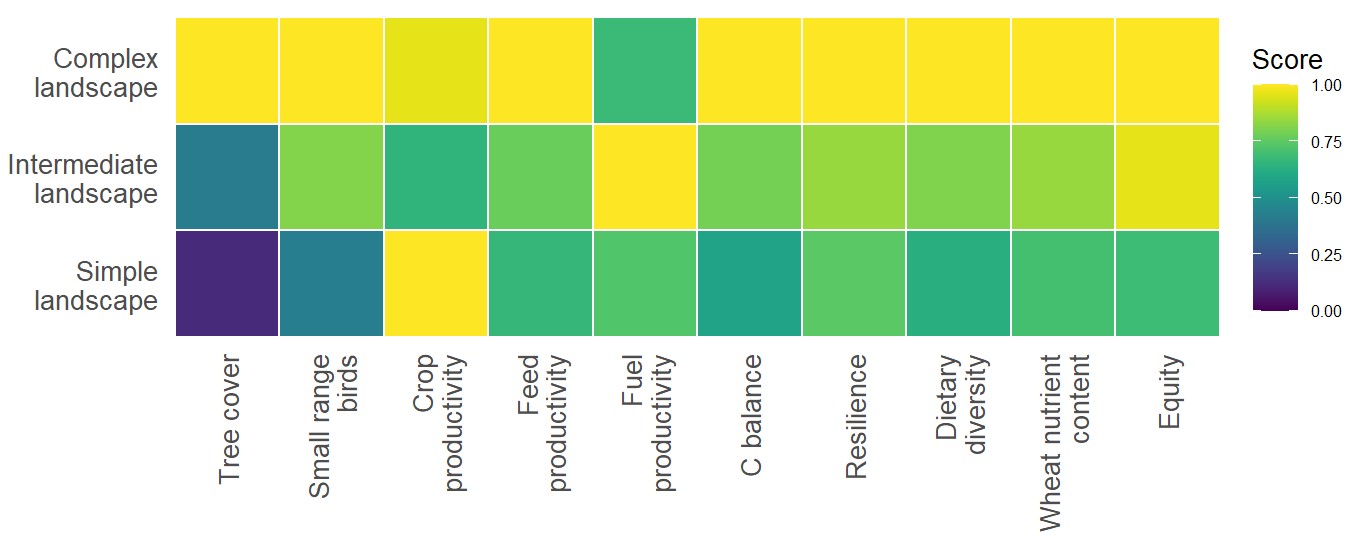 Complex
landscape
Intermediate
landscape
Simple
landscape
Tree cover
Small range
birds
Crop
productivity
Feed
productivity
Fuel
productivity
C balance
Resilience
Dietary
diversity
Wheat nutrient
content
Equity
Score
1.00
0.75
0.50
0.25
0.00